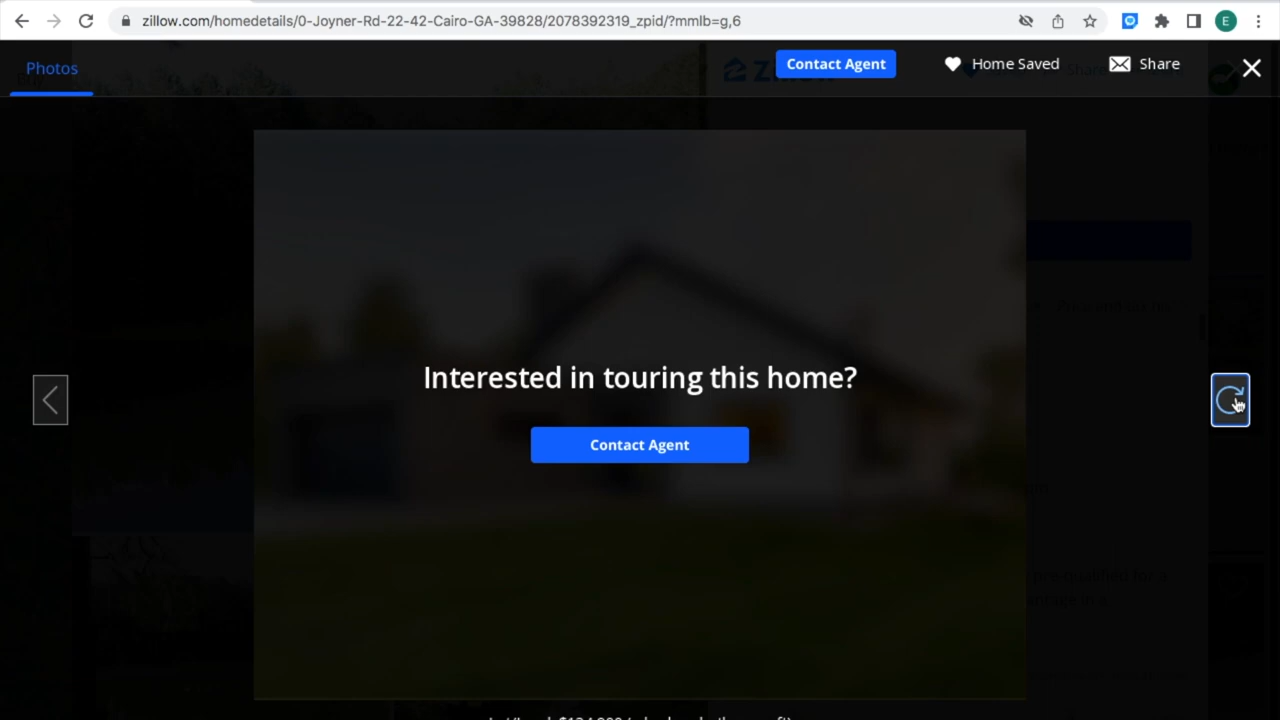 zillow.com/homedetails/0-Joyner-Rd-22-42-Cairo-GA-39828/2078392319_zpid/?mmlb=g,6
E
Photos
Contact Agent
Home Saved
Share
Interested in touring this home?
Contact Agent